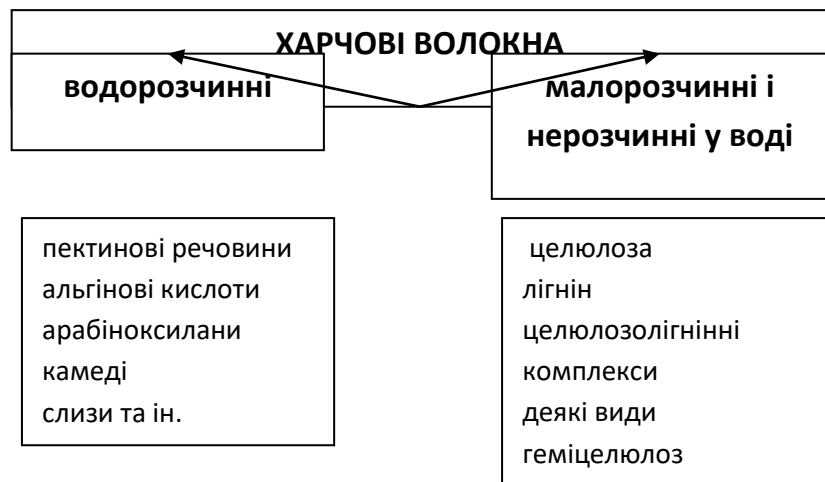 ХАРЧОВІ ВОЛОКНА
водорозчинні
малорозчинні і
нерозчинні у воді
пектинові речовини
альгінові кислоти
арабіноксилани
камеді
слизи та ін.
целюлоза
лігнін
целюлозолігнінні
комплекси
деякі види
геміцелюлоз